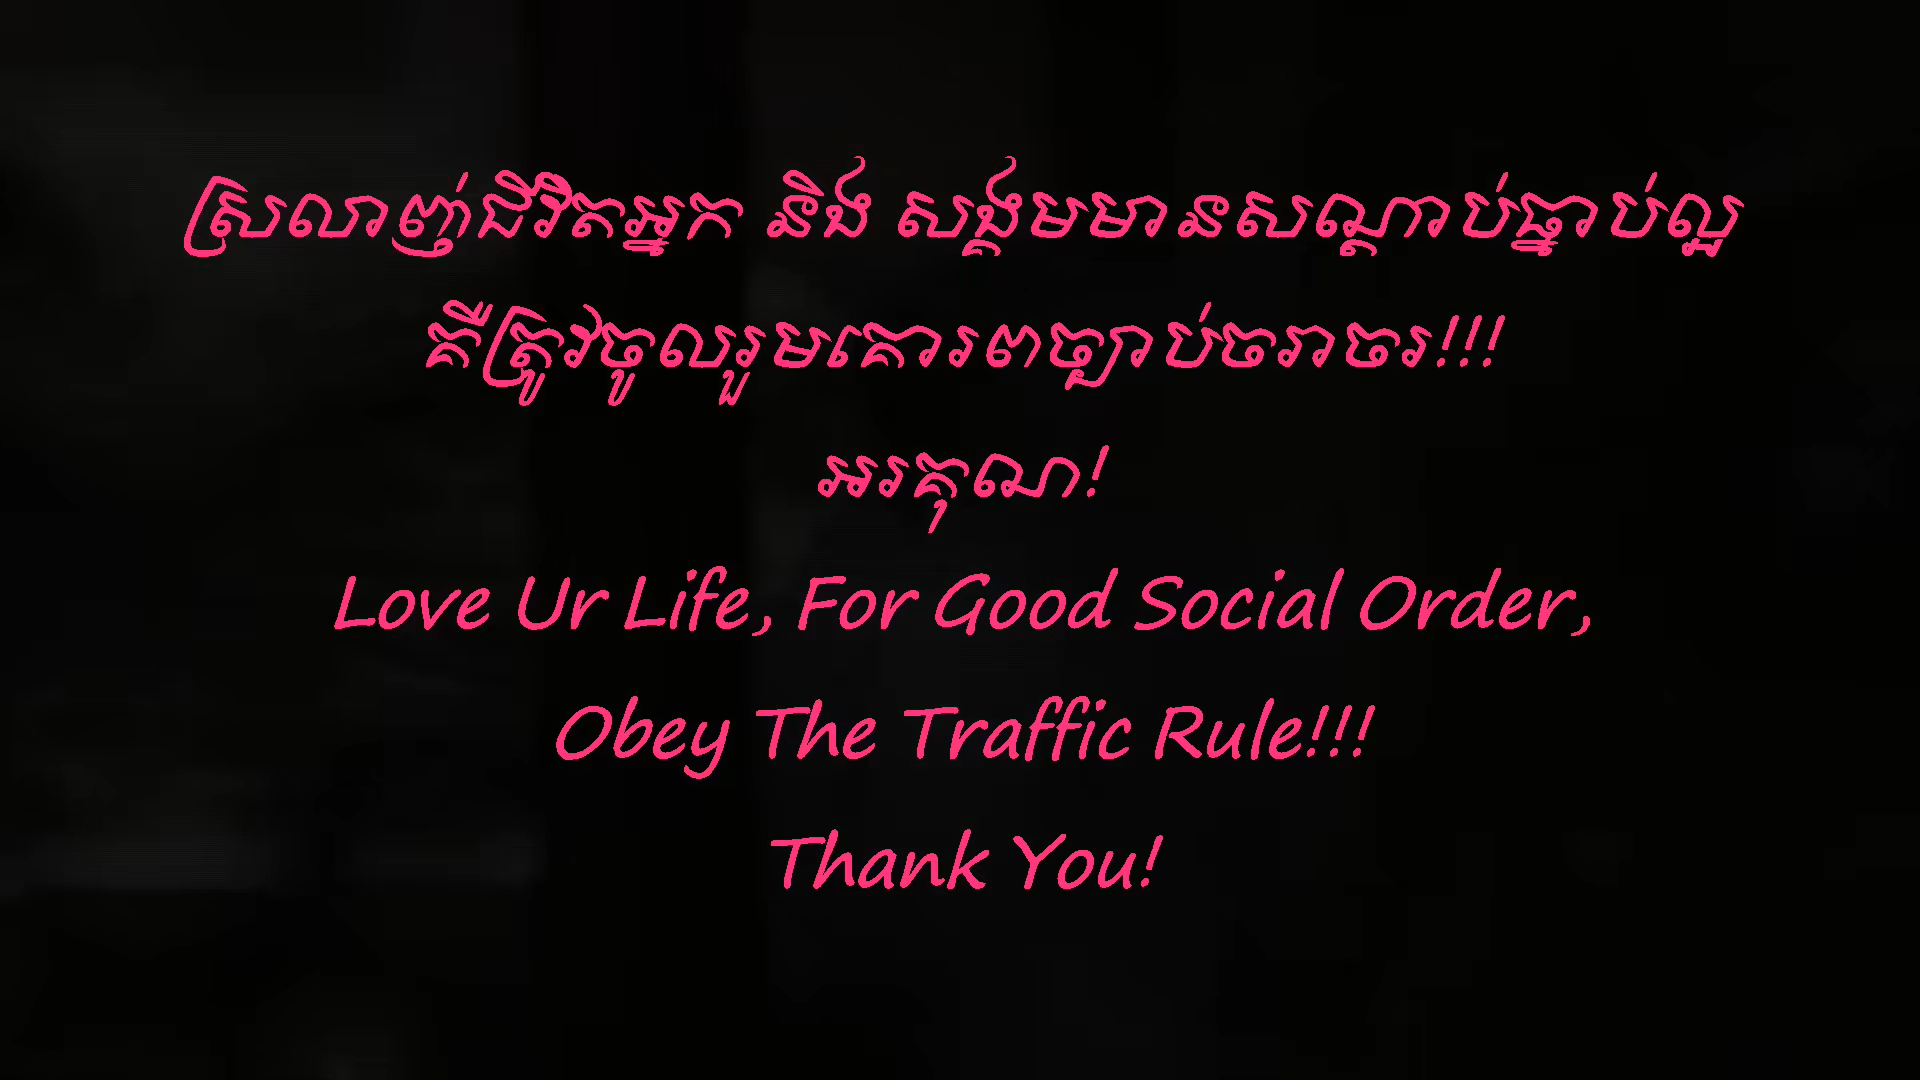 ស្រលាញ់ជីវិតអ្នក និង សង្គមមានសណ្តាប់ធ្នាប់ល្អ
គឺត្រូវចូលរួមគោរពច្បាប់ចរាចរ!!!
អរគុណ!
Love Ur Life, For Good Social Order,
Obey The Traffic Rule!!!
Thank You!